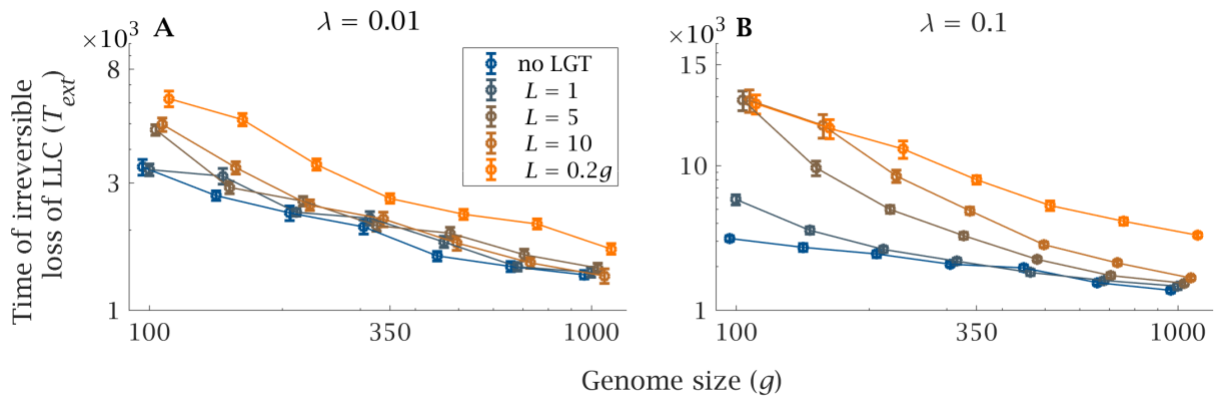 A λ = 0.01
B λ = 0.1
×10³
8
3
1
100 350 1000
no LGT
L = 1
L = 5
L = 10
L = 0.2g
×10³
15
10
1
100 350 1000
Time of irreversible
loss of LLC (T_ext)
Genome size (g)